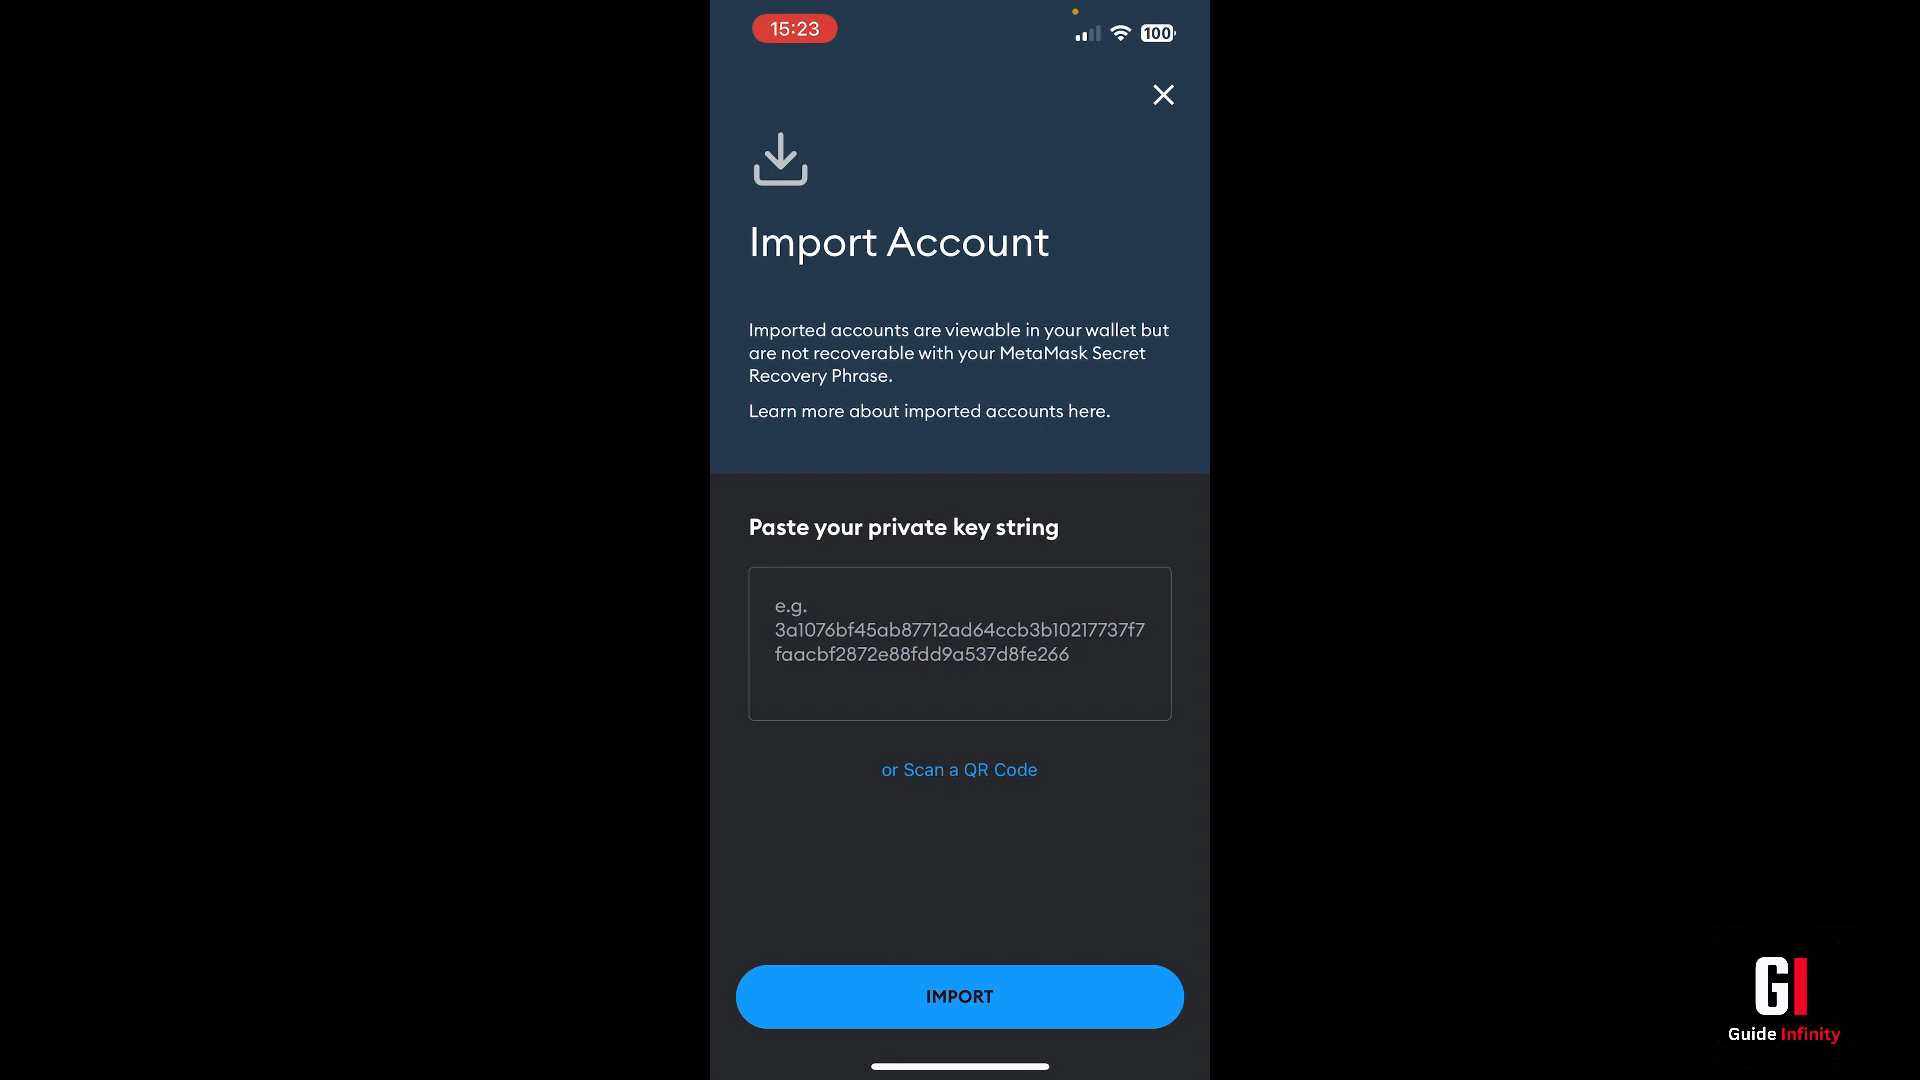 15:23
100
Import Account
Imported accounts are viewable in your wallet but
are not recoverable with your MetaMask Secret
Recovery Phrase.
Learn more about imported accounts here.
Paste your private key string
e.g.
3a1076bf45ab87712ad64ccb3b10217737f7
faacbf2872e88fdd9a537d8fe266
or Scan a QR Code
IMPORT
GI
Guide Infinity